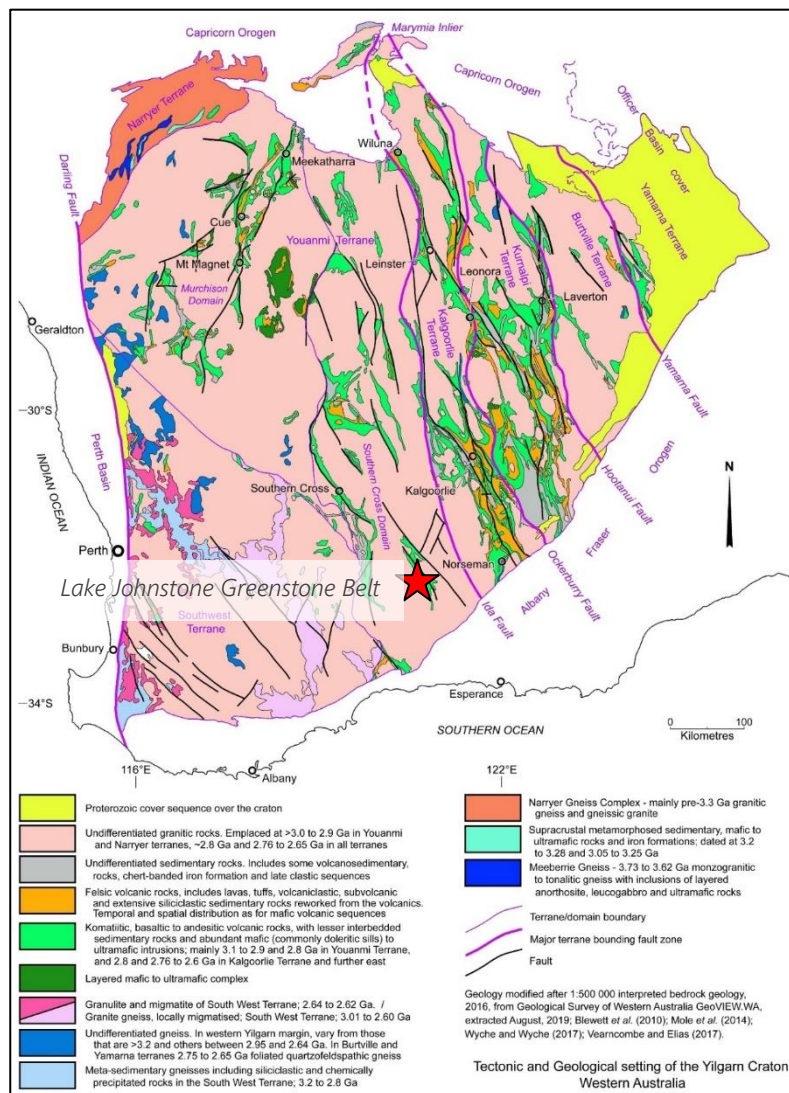 Capricorn Orogen
Marymia Inlier
Capricorn Orogen
Narryer Terrane
Officer
Basin
cover
Wiluna
Meekatharra
Darling Fault
Yamarna Terrane
Cue
Youanmi Terrane
Burtville Terrane
Kurnalpi
Terrane
Leinster
Leonora
Mt Magnet
Murchison
Domain
Laverton
Geraldton
Kalgoorlie
Terrane
Yamarna Fault
−30°S
Perth Basin
INDIAN OCEAN
Southern Cross Domain
Orogen
Hootanui Fault
N
Southern Cross
Kalgoorlie
Fraser
Perth
Norseman
Ockerburry Fault
Lake Johnstone Greenstone Belt
Ida Fault
Albany
Southwest
Terrane
Bunbury
Esperance
−34°S
SOUTHERN OCEAN
0 100
Kilometres
116°E
122°E
Albany
Proterozoic cover sequence over the craton
Undifferentiated granitic rocks. Emplaced at >3.0 to 2.9 Ga in Youanmi
and Narryer terranes, ~2.8 Ga and 2.76 to 2.65 Ga in all terranes
Undifferentiated sedimentary rocks. Includes some volcanosedimentary,
rocks, chert-banded iron formation and late clastic sequences
Felsic volcanic rocks, includes lavas, tuffs, volcaniclastic, subvolcanic
and extensive siliciclastic sedimentary rocks reworked from the volcanics.
Temporal and spatial distribution as for mafic volcanic sequences
Komatiitic, basaltic to andesitic volcanic rocks, with lesser interbedded
sedimentary rocks and abundant mafic (commonly doleritic sills) to
ultramafic intrusions; mainly 3.1 to 2.9 and 2.8 Ga in Youanmi Terrane,
and 2.8 and 2.76 to 2.6 Ga in Kalgoorlie Terrane and further east
Layered mafic to ultramafic complex
Granulite and migmatite of South West Terrane; 2.64 to 2.62 Ga. /
Granite gneiss, locally migmatised; South West Terrane; 3.01 to 2.60 Ga
Undifferentiated gneiss. In western Yilgarn margin, vary from those
that are >3.2 and others between 2.95 and 2.64 Ga. In Burtville and
Yamarna terranes 2.75 to 2.65 Ga foliated quartzofeldspathic gneiss
Meta-sedimentary gneisses including siliciclastic and chemically
precipitated rocks in the South West Terrane; 3.2 to 2.8 Ga
Narryer Gneiss Complex - mainly pre-3.3 Ga granitic
gneiss and gneissic granite
Supracrustal metamorphosed sedimentary, mafic to
ultramafic rocks and iron formations; dated at 3.2
to 3.28 and 3.05 to 3.25 Ga
Meeberrie Gneiss - 3.73 to 3.62 Ga monzogranitic
to tonalitic gneiss with inclusions of layered
anorthosite, leucogabbro and ultramafic rocks
Terrane/domain boundary
Major terrane bounding fault zone
Fault
Geology modified after 1:500 000 interpreted bedrock geology,
2016, from Geological Survey of Western Australia GeoVIEW.WA,
extracted August, 2019; Blewett et al. (2010); Mole et al. (2014);
Wyche and Wyche (2017); Vearncombe and Elias (2017).
Tectonic and Geological setting of the Yilgarn Craton
Western Australia